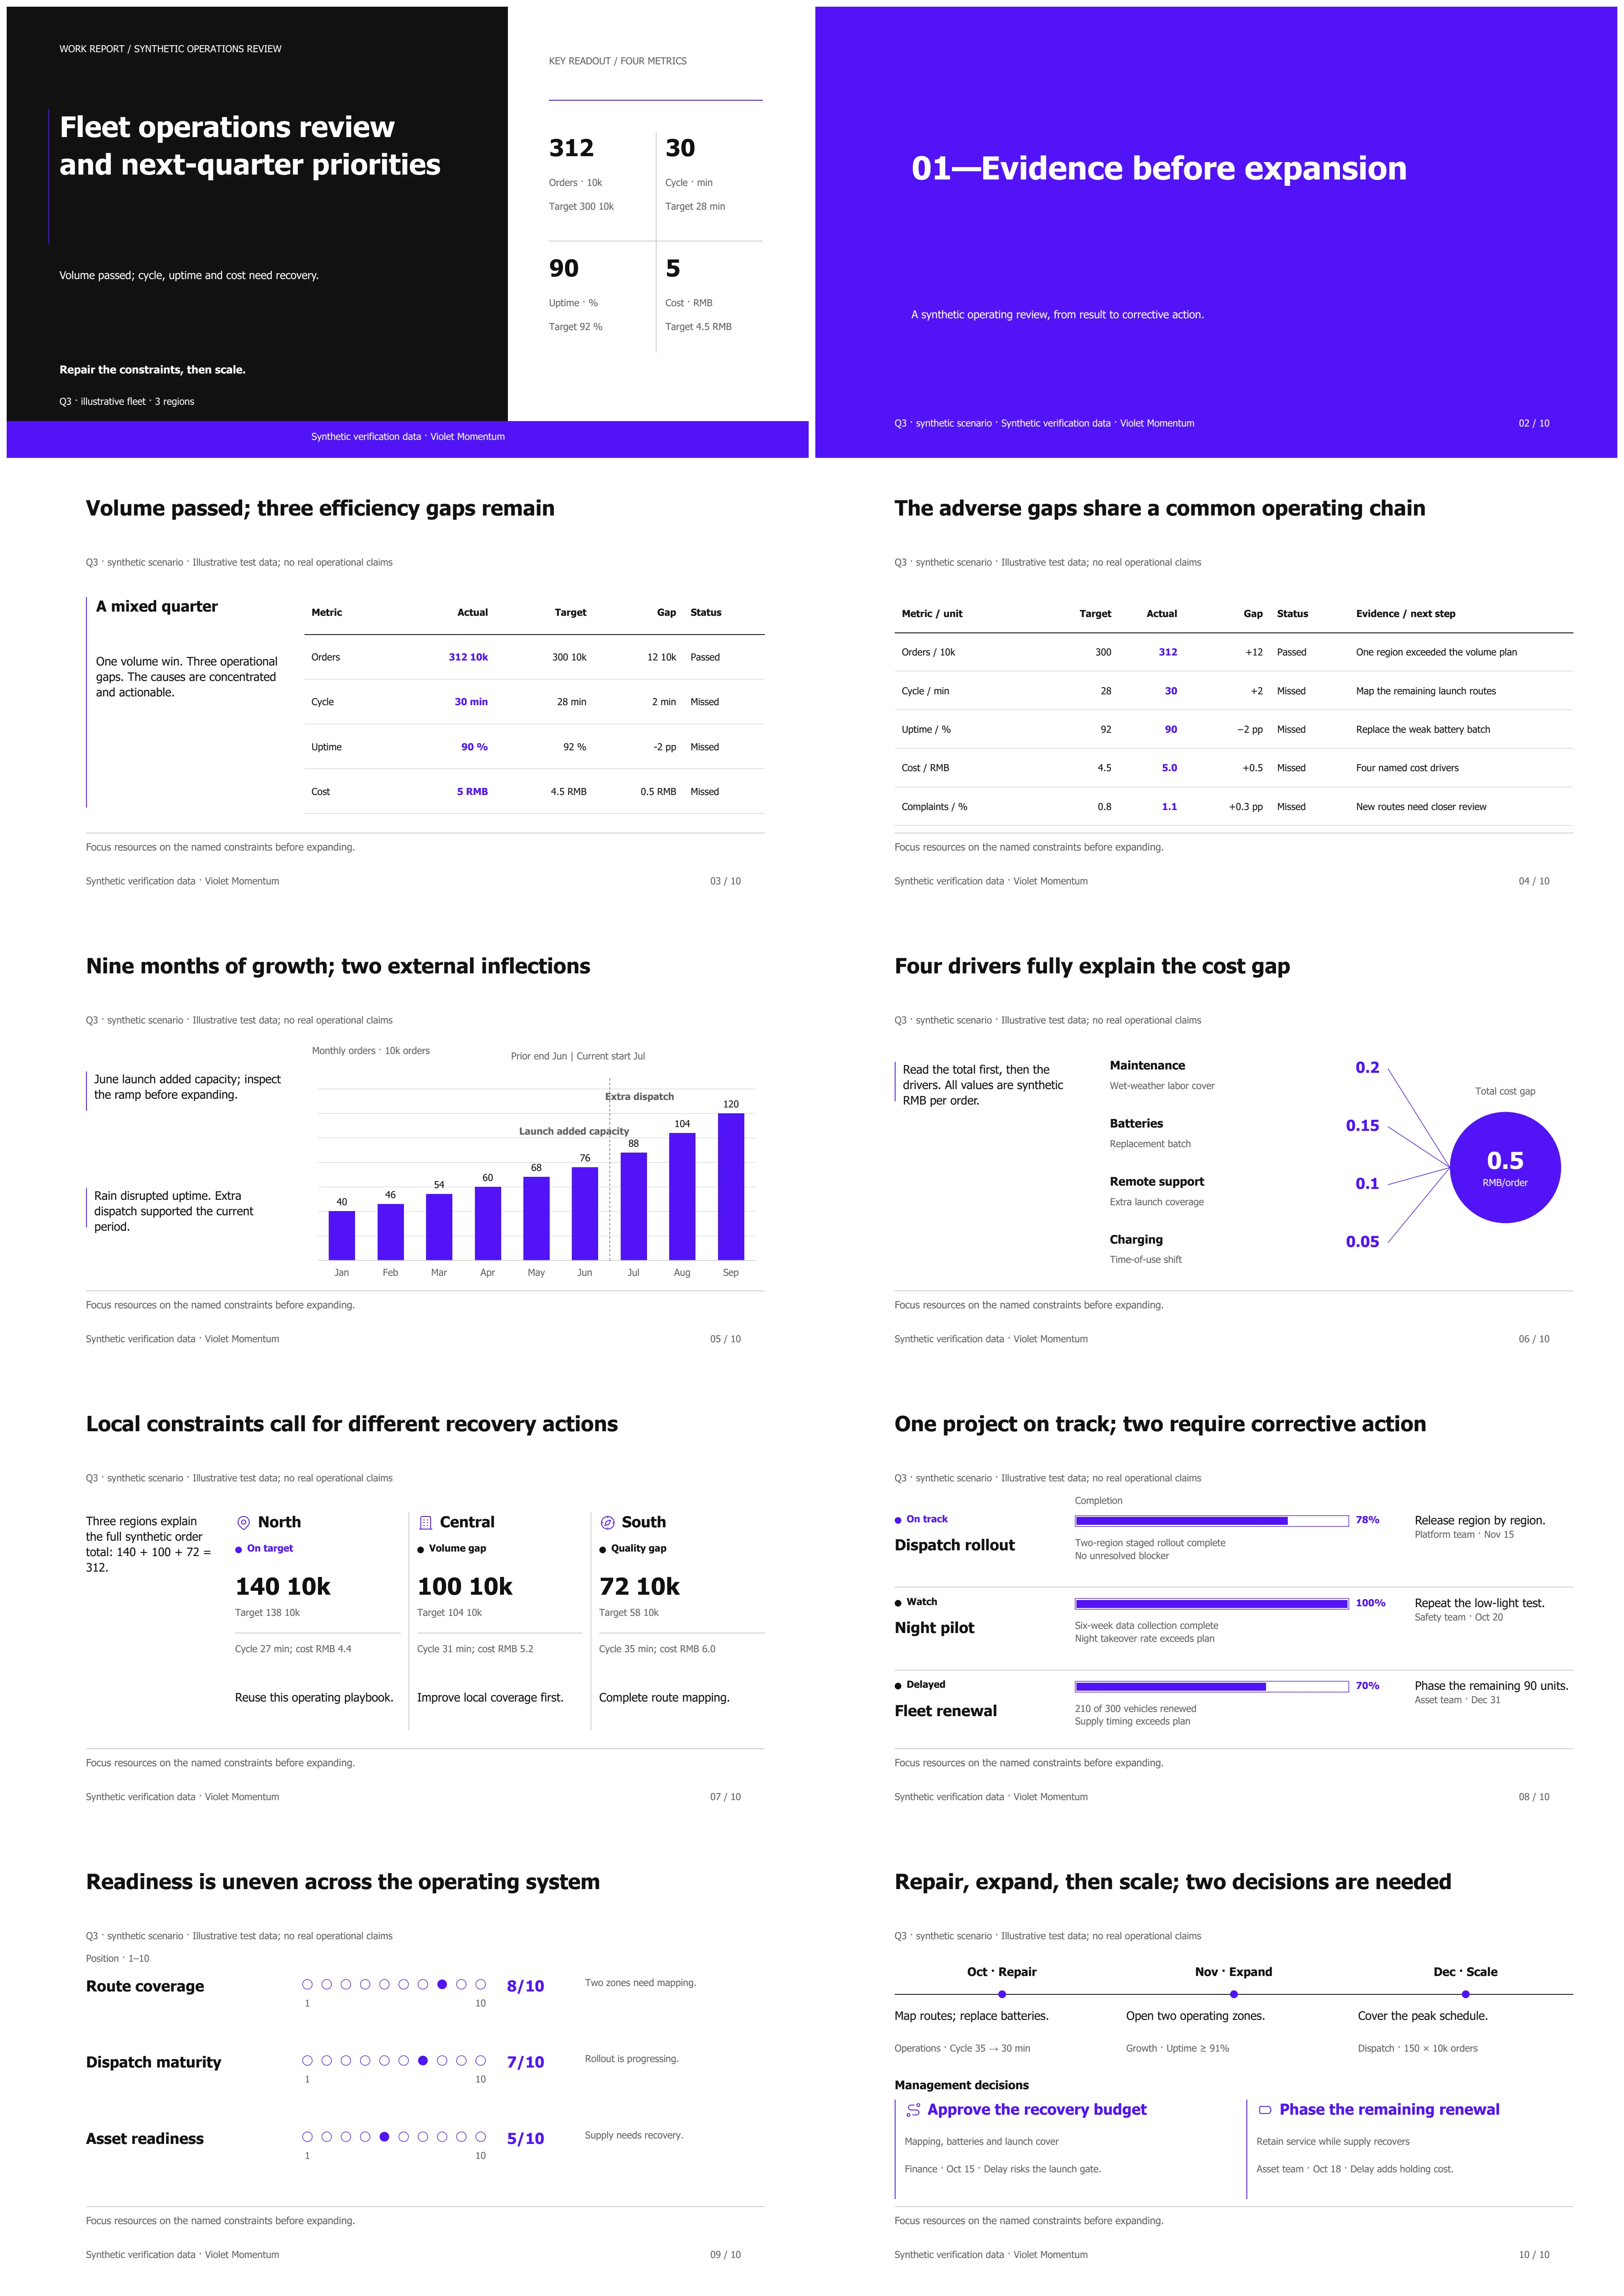 WORK REPORT / SYNTHETIC OPERATIONS REVIEW
Fleet operations review
and next-quarter priorities
Volume passed; cycle, uptime and cost need recovery.
Repair the constraints, then scale.
Q3 · illustrative fleet · 3 regions
KEY READOUT / FOUR METRICS
312
Orders · 10k
Target 300 10k
30
Cycle · min
Target 28 min
90
Uptime · %
Target 92 %
5
Cost · RMB
Target 4.5 RMB
Synthetic verification data · Violet Momentum
01—Evidence before expansion
A synthetic operating review, from result to corrective action.
Q3 · synthetic scenario · Synthetic verification data · Violet Momentum
02 / 10
Volume passed; three efficiency gaps remain
Q3 · synthetic scenario · Illustrative test data; no real operational claims
A mixed quarter
One volume win. Three operational
gaps. The causes are concentrated
and actionable.
Metric Actual Target Gap Status
Orders 312 10k 300 10k 12 10k Passed
Cycle 30 min 28 min 2 min Missed
Uptime 90 % 92 % -2 pp Missed
Cost 5 RMB 4.5 RMB 0.5 RMB Missed
Focus resources on the named constraints before expanding.
Synthetic verification data · Violet Momentum
03 / 10
The adverse gaps share a common operating chain
Q3 · synthetic scenario · Illustrative test data; no real operational claims
Metric / unit Target Actual Gap Status Evidence / next step
Orders / 10k 300 312 +12 Passed One region exceeded the volume plan
Cycle / min 28 30 +2 Missed Map the remaining launch routes
Uptime / % 92 90 −2 pp Missed Replace the weak battery batch
Cost / RMB 4.5 5.0 +0.5 Missed Four named cost drivers
Complaints / % 0.8 1.1 +0.3 pp Missed New routes need closer review
Focus resources on the named constraints before expanding.
Synthetic verification data · Violet Momentum
04 / 10
Nine months of growth; two external inflections
Q3 · synthetic scenario · Illustrative test data; no real operational claims
June launch added capacity; inspect
the ramp before expanding.
Rain disrupted uptime. Extra
dispatch supported the current
period.
Monthly orders · 10k orders
Prior end Jun | Current start Jul
Extra dispatch
Launch added capacity
40 46 54 60 68 76 88 104 120
Jan Feb Mar Apr May Jun Jul Aug Sep
Focus resources on the named constraints before expanding.
Synthetic verification data · Violet Momentum
05 / 10
Four drivers fully explain the cost gap
Q3 · synthetic scenario · Illustrative test data; no real operational claims
Read the total first, then the
drivers. All values are synthetic
RMB per order.
Maintenance
Wet-weather labor cover
0.2
Batteries
Replacement batch
0.15
Remote support
Extra launch coverage
0.1
Charging
Time-of-use shift
0.05
Total cost gap
0.5
RMB/order
Focus resources on the named constraints before expanding.
Synthetic verification data · Violet Momentum
06 / 10
Local constraints call for different recovery actions
Q3 · synthetic scenario · Illustrative test data; no real operational claims
Three regions explain
the full synthetic order
total: 140 + 100 + 72 =
312.
North
On target
140 10k
Target 138 10k
Cycle 27 min; cost RMB 4.4
Reuse this operating playbook.
Central
Volume gap
100 10k
Target 104 10k
Cycle 31 min; cost RMB 5.2
Improve local coverage first.
South
Quality gap
72 10k
Target 58 10k
Cycle 35 min; cost RMB 6.0
Complete route mapping.
Focus resources on the named constraints before expanding.
Synthetic verification data · Violet Momentum
07 / 10
One project on track; two require corrective action
Q3 · synthetic scenario · Illustrative test data; no real operational claims
Completion
On track
Dispatch rollout
78%
Two-region staged rollout complete
No unresolved blocker
Release region by region.
Platform team · Nov 15
Watch
Night pilot
100%
Six-week data collection complete
Night takeover rate exceeds plan
Repeat the low-light test.
Safety team · Oct 20
Delayed
Fleet renewal
70%
210 of 300 vehicles renewed
Supply timing exceeds plan
Phase the remaining 90 units.
Asset team · Dec 31
Focus resources on the named constraints before expanding.
Synthetic verification data · Violet Momentum
08 / 10
Readiness is uneven across the operating system
Q3 · synthetic scenario · Illustrative test data; no real operational claims
Position · 1–10
Route coverage
1 10
8/10
Two zones need mapping.
Dispatch maturity
1 10
7/10
Rollout is progressing.
Asset readiness
1 10
5/10
Supply needs recovery.
Focus resources on the named constraints before expanding.
Synthetic verification data · Violet Momentum
09 / 10
Repair, expand, then scale; two decisions are needed
Q3 · synthetic scenario · Illustrative test data; no real operational claims
Oct · Repair
Map routes; replace batteries.
Operations · Cycle 35 → 30 min
Nov · Expand
Open two operating zones.
Growth · Uptime ≥ 91%
Dec · Scale
Cover the peak schedule.
Dispatch · 150 × 10k orders
Management decisions
Approve the recovery budget
Mapping, batteries and launch cover
Finance · Oct 15 · Delay risks the launch gate.
Phase the remaining renewal
Retain service while supply recovers
Asset team · Oct 18 · Delay adds holding cost.
Focus resources on the named constraints before expanding.
Synthetic verification data · Violet Momentum
10 / 10